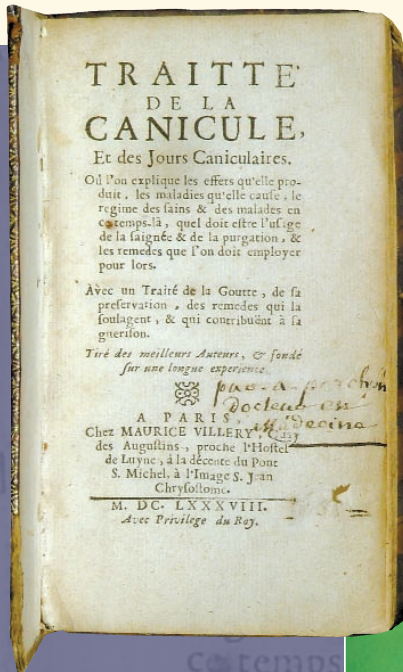 TRAITTE'
DE LA
CANICULE,
Et des Jours Caniculaires.
Où l'on explique les effets qu'elle pro-
duit, les maladies qu'elle cause, le
regime des sains & des malades en
ce temps-là, quel doit estre l'usage
de la saignée & de la purgation, &
les remedes que l'on doit employer
pour lors.
Avec un Traité de la Goutte, de sa
preservation, des remedes qui la
soulagent, & qui contribuënt à sa
guerison.
Tiré des meilleurs Auteurs, & fondé
sur une longue experience.
par
docteur en
médecine
A PARIS,
Chez MAURICE VILLERY,
des Augustins, proche l'Hostel
de Luyne, à la décente du Pont
S. Michel, à l'Image S. Jean
Chrysostome.
M. DC. LXXXVIII.
Avec Privilege du Roy.
ce temps